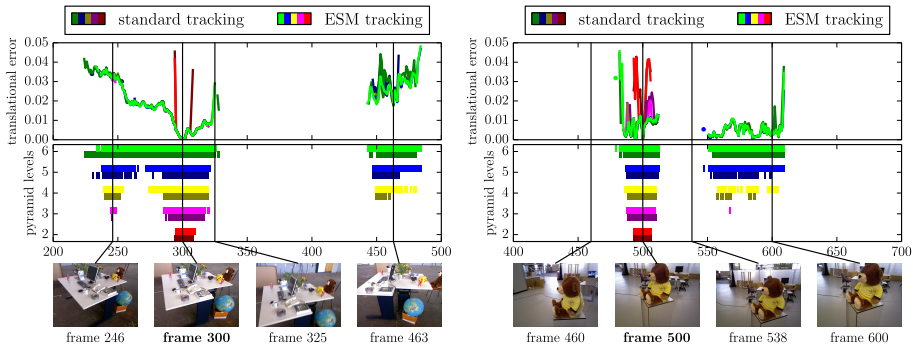 standard tracking ESM tracking
standard tracking ESM tracking
translational error
0.05
0.04
0.03
0.02
0.01
0.00
pyramid levels
6
5
4
3
2
200 250 300 350 400 450 500
frame 246 frame 300 frame 325 frame 463
translational error
0.05
0.04
0.03
0.02
0.01
0.00
pyramid levels
6
5
4
3
2
400 450 500 550 600 650 700
frame 460 frame 500 frame 538 frame 600